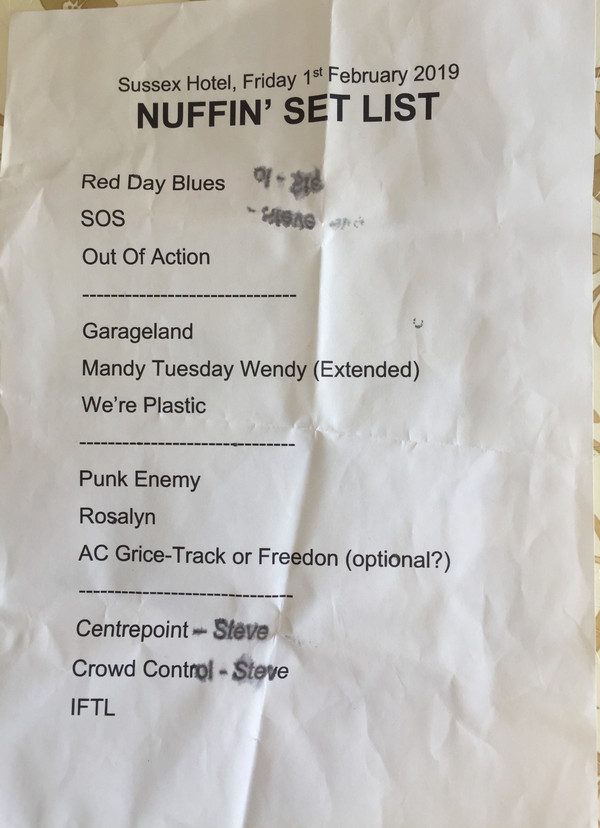 Sussex Hotel, Friday 1st February 2019
NUFFIN' SET LIST
Red Day Blues
SOS
Out Of Action
------------------------------
Garageland
Mandy Tuesday Wendy (Extended)
We're Plastic
------------------------------
Punk Enemy
Rosalyn
AC Grice-Track or Freedon (optional?)
------------------------------
Centrepoint - Steve
Crowd Control - Steve
IFTL